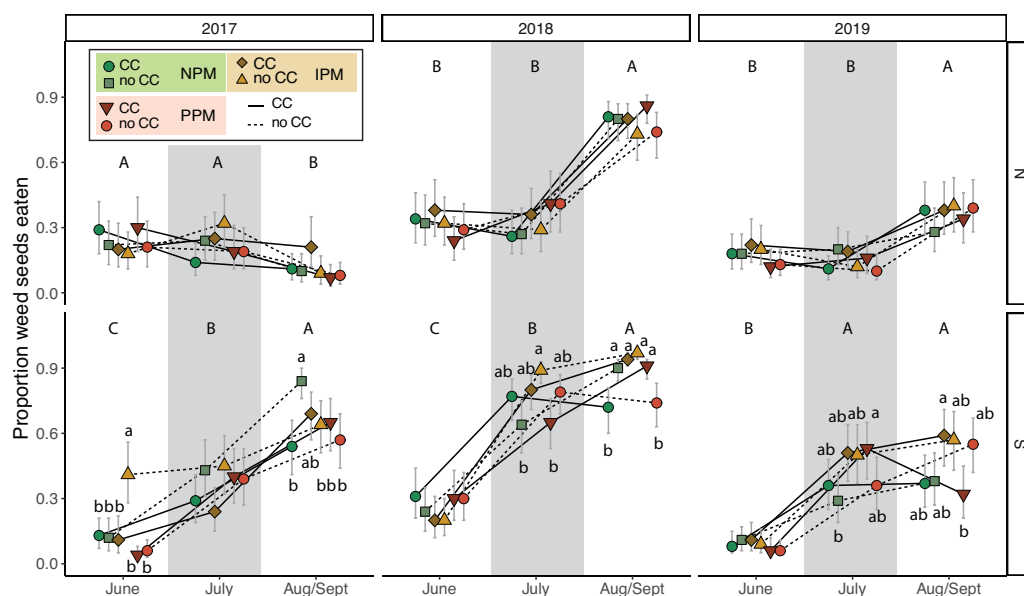 2017 2018 2019
CC NPM CC IPM
no CC no CC
CC PPM CC
no CC no CC
B B A B B A
A A B
0.9
0.6
0.3
0.0
N
C B A C B A B A A
a a ab a b ab ab a a a a
a ab ab a a ab ab
bbb ab b bbb b b b b ab ab b ab ab b
b b
0.9
0.6
0.3
0.0
S
Proportion weed seeds eaten
June July Aug/Sept June July Aug/Sept June July Aug/Sept